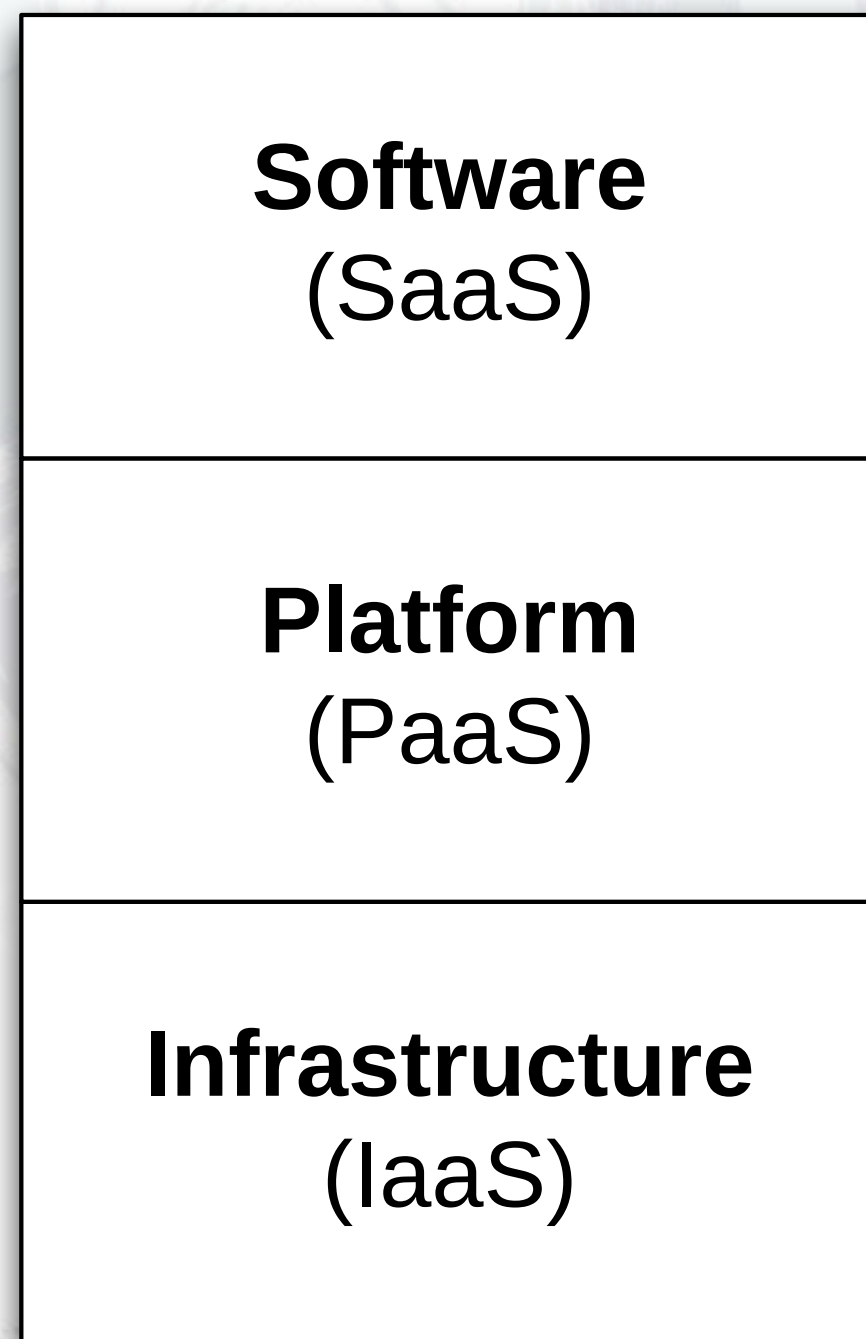 Software
(SaaS)
Platform
(PaaS)
Infrastructure
(IaaS)